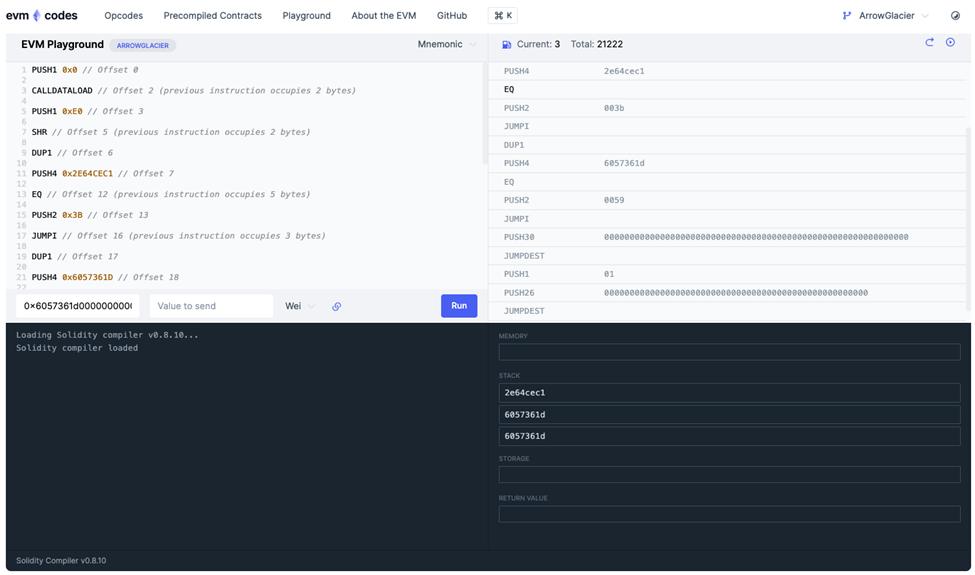 evm codes Opcodes Precompiled Contracts Playground About the EVM GitHub ⌘ K ArrowGlacier
EVM Playground ARROWGLACIER Mnemonic
1 PUSH1 0x0 // Offset 0
2
3 CALLDATALOAD // Offset 2 (previous instruction occupies 2 bytes)
4
5 PUSH1 0xE0 // Offset 3
6
7 SHR // Offset 5 (previous instruction occupies 2 bytes)
8
9 DUP1 // Offset 6
10
11 PUSH4 0x2E64CEC1 // Offset 7
12
13 EQ // Offset 12 (previous instruction occupies 5 bytes)
14
15 PUSH2 0x3B // Offset 13
16
17 JUMPI // Offset 16 (previous instruction occupies 3 bytes)
18
19 DUP1 // Offset 17
20
21 PUSH4 0x6057361D // Offset 18
22
0x6057361d0000000000 Value to send Wei Run
Current: 3 Total: 21222
PUSH4 2e64cec1
EQ
PUSH2 003b
JUMPI
DUP1
PUSH4 6057361d
EQ
PUSH2 0059
JUMPI
PUSH30 000000000000000000000000000000000000000000000000000000000000
JUMPDEST
PUSH1 01
PUSH26 0000000000000000000000000000000000000000000000000000
JUMPDEST
Loading Solidity compiler v0.8.10...
Solidity compiler loaded
MEMORY
STACK
2e64cec1
6057361d
6057361d
STORAGE
RETURN VALUE
Solidity Compiler v0.8.10